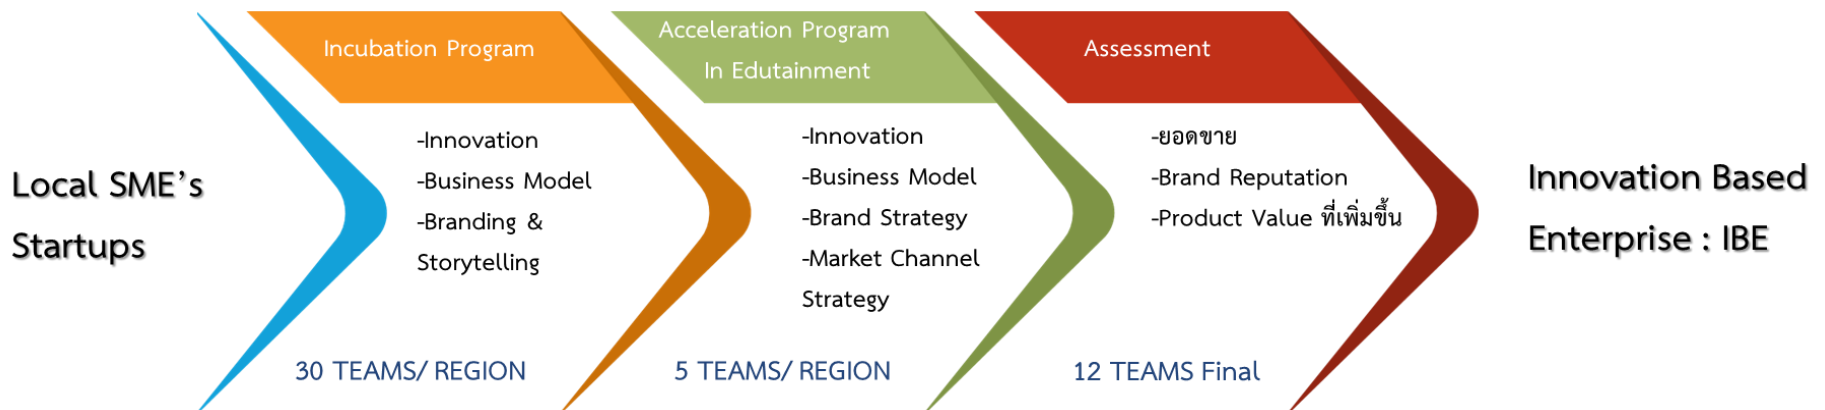 Local SME's
Startups
Incubation Program
-Innovation
-Business Model
-Branding &
Storytelling
30 TEAMS/ REGION
Acceleration Program
In Edutainment
-Innovation
-Business Model
-Brand Strategy
-Market Channel
Strategy
5 TEAMS/ REGION
Assessment
-ยอดขาย
-Brand Reputation
-Product Value ที่เพิ่มขึ้น
12 TEAMS Final
Innovation Based
Enterprise : IBE